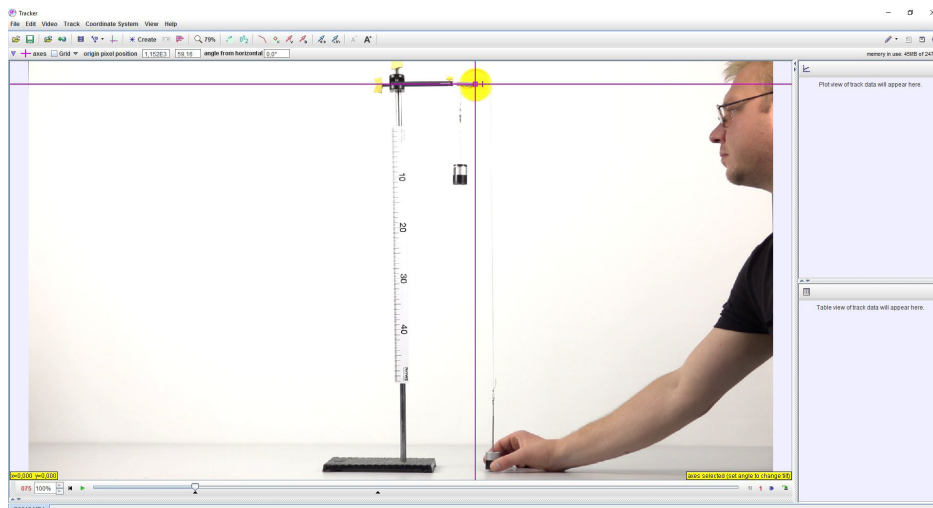 Tracker
File Edit Video Track Coordinate System View Help
Create 79%
axes Grid origin pixel position 1,152E3 59,16 angle from horizontal 0,0°
memory in use: 45MB of 247
Plot view of track data will appear here.
10
20
30
40
Table view of track data will appear here.
x=0,000 y=0,000
axes selected (set angle to change tilt)
075 100% 1